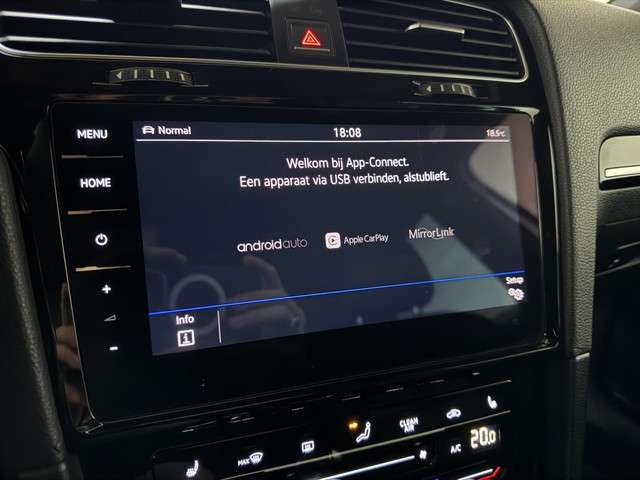 MENU
Normal 18:08 18.5°C
Welkom bij App-Connect.
Een apparaat via USB verbinden, alstublieft.
HOME
androidauto Apple CarPlay MirrorLink
+
-
Setup
Info
i
CLEAN AIR
MAX
A/C 20.0